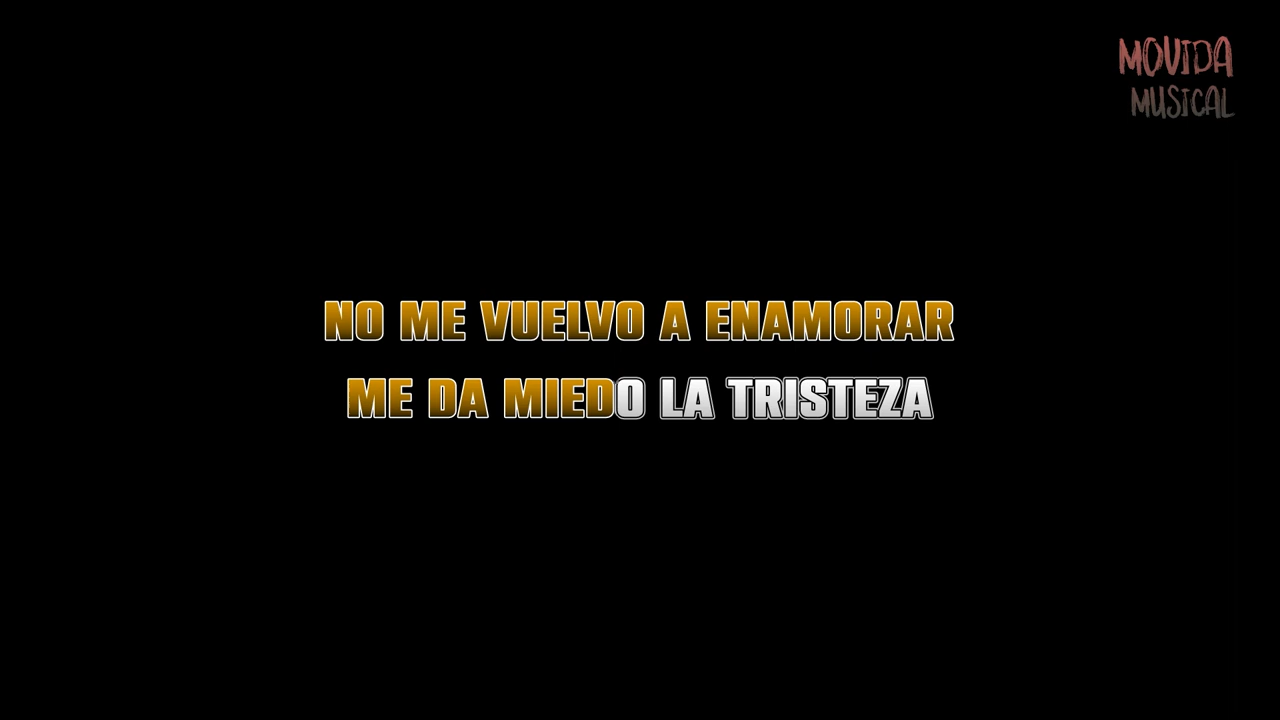 MOVIDA
MUSICAL
NO ME VUELVO A ENAMORAR
ME DA MIEDO LA TRISTEZA